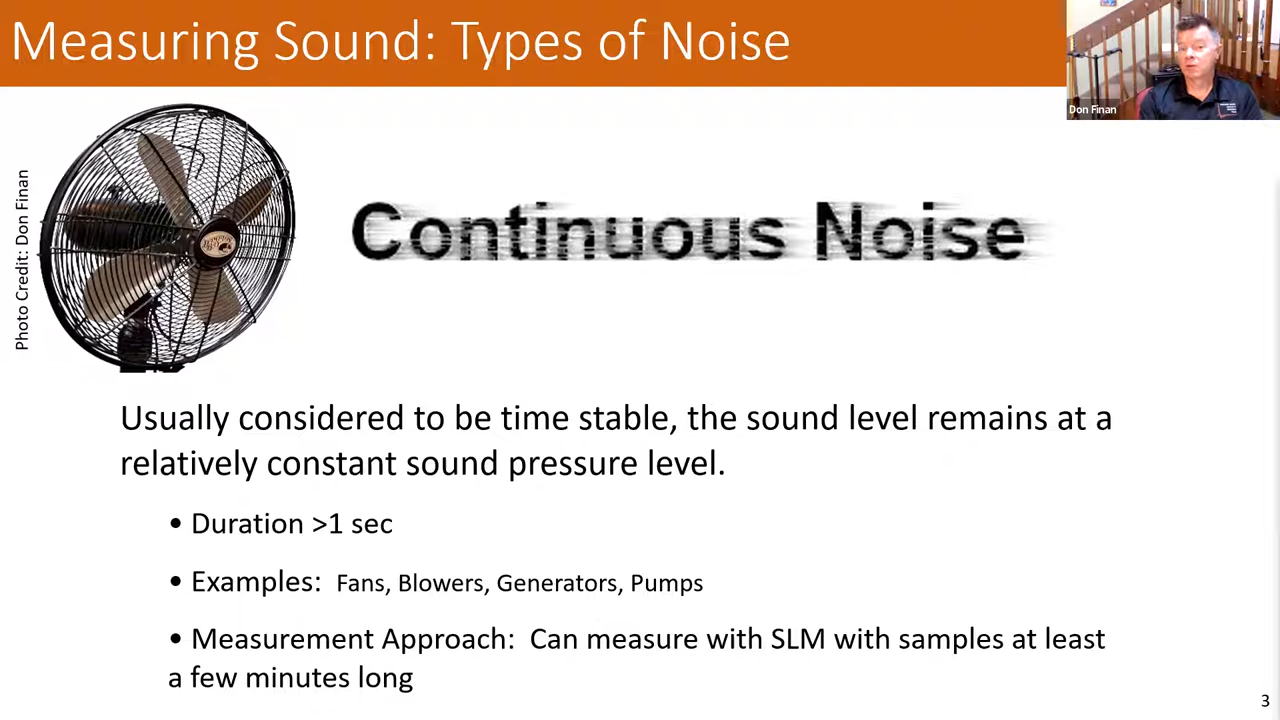 Measuring Sound: Types of Noise
Don Finan
Photo Credit: Don Finan
Continuous Noise
Usually considered to be time stable, the sound level remains at a
relatively constant sound pressure level.
• Duration >1 sec
• Examples: Fans, Blowers, Generators, Pumps
• Measurement Approach: Can measure with SLM with samples at least
a few minutes long
3